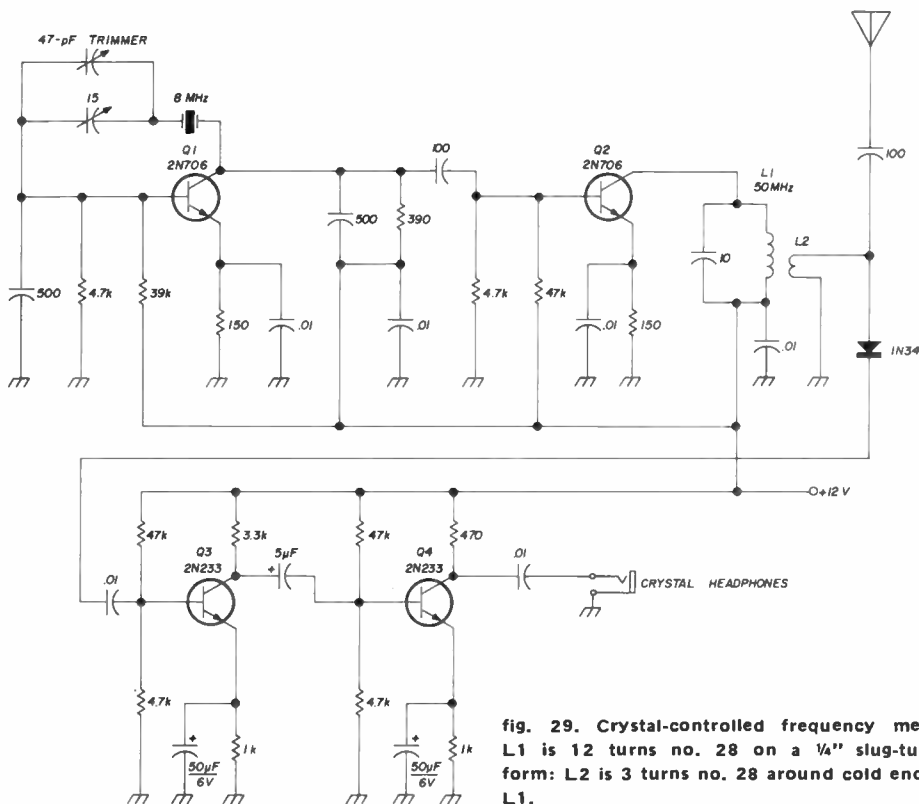 47-pF TRIMMER
15
8 MHz
Q1
2N706
100
Q2
2N706
L1
50MHz
L2
100
500
390
10
500
4.7k
39k
150
.01
.01
4.7k
47k
.01
150
.01
1N34
+12V
47k
3.3k
5µF
47k
470
Q3
2N233
Q4
2N233
.01
.01
CRYSTAL HEADPHONES
4.7k
4.7k
+
50µF
6V
1k
+
50µF
6V
1k
fig. 29. Crystal-controlled frequency me
L1 is 12 turns no. 28 on a ¼" slug-tu
form: L2 is 3 turns no. 28 around cold en
L1.